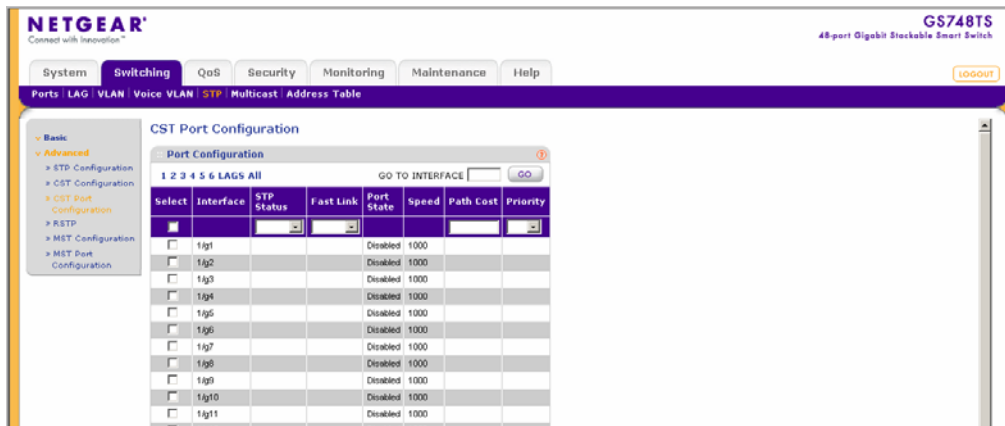 NETGEAR
Connect with Innovation™
GS748TS
48-port Gigabit Stackable Smart Switch
System Switching QoS Security Monitoring Maintenance Help
LOGOUT
Ports LAG VLAN Voice VLAN STP Multicast Address Table
Basic
Advanced
» STP Configuration
» CST Configuration
» CST Port
Configuration
» RSTP
» MST Configuration
» MST Port
Configuration
CST Port Configuration
Port Configuration
1 2 3 4 5 6 LAGS All GO TO INTERFACE GO
Select Interface STP Status Fast Link Port State Speed Path Cost Priority
1/g1 Disabled 1000
1/g2 Disabled 1000
1/g3 Disabled 1000
1/g4 Disabled 1000
1/g5 Disabled 1000
1/g6 Disabled 1000
1/g7 Disabled 1000
1/g8 Disabled 1000
1/g9 Disabled 1000
1/g10 Disabled 1000
1/g11 Disabled 1000